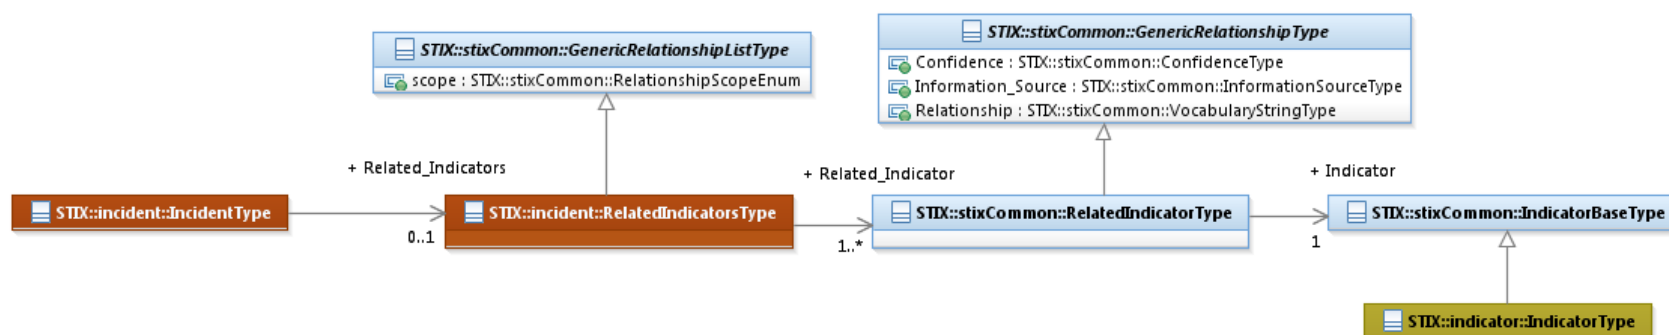 STIX::stixCommon::GenericRelationshipListType
scope : STIX::stixCommon::RelationshipScopeEnum
STIX::stixCommon::GenericRelationshipType
Confidence : STIX::stixCommon::ConfidenceType
Information_Source : STIX::stixCommon::InformationSourceType
Relationship : STIX::stixCommon::VocabularyStringType
+ Related_Indicators
+ Related_Indicator
+ Indicator
STIX::incident::IncidentType
STIX::incident::RelatedIndicatorsType
STIX::stixCommon::RelatedIndicatorType
STIX::stixCommon::IndicatorBaseType
0..1
1..*
1
STIX::indicator::IndicatorType